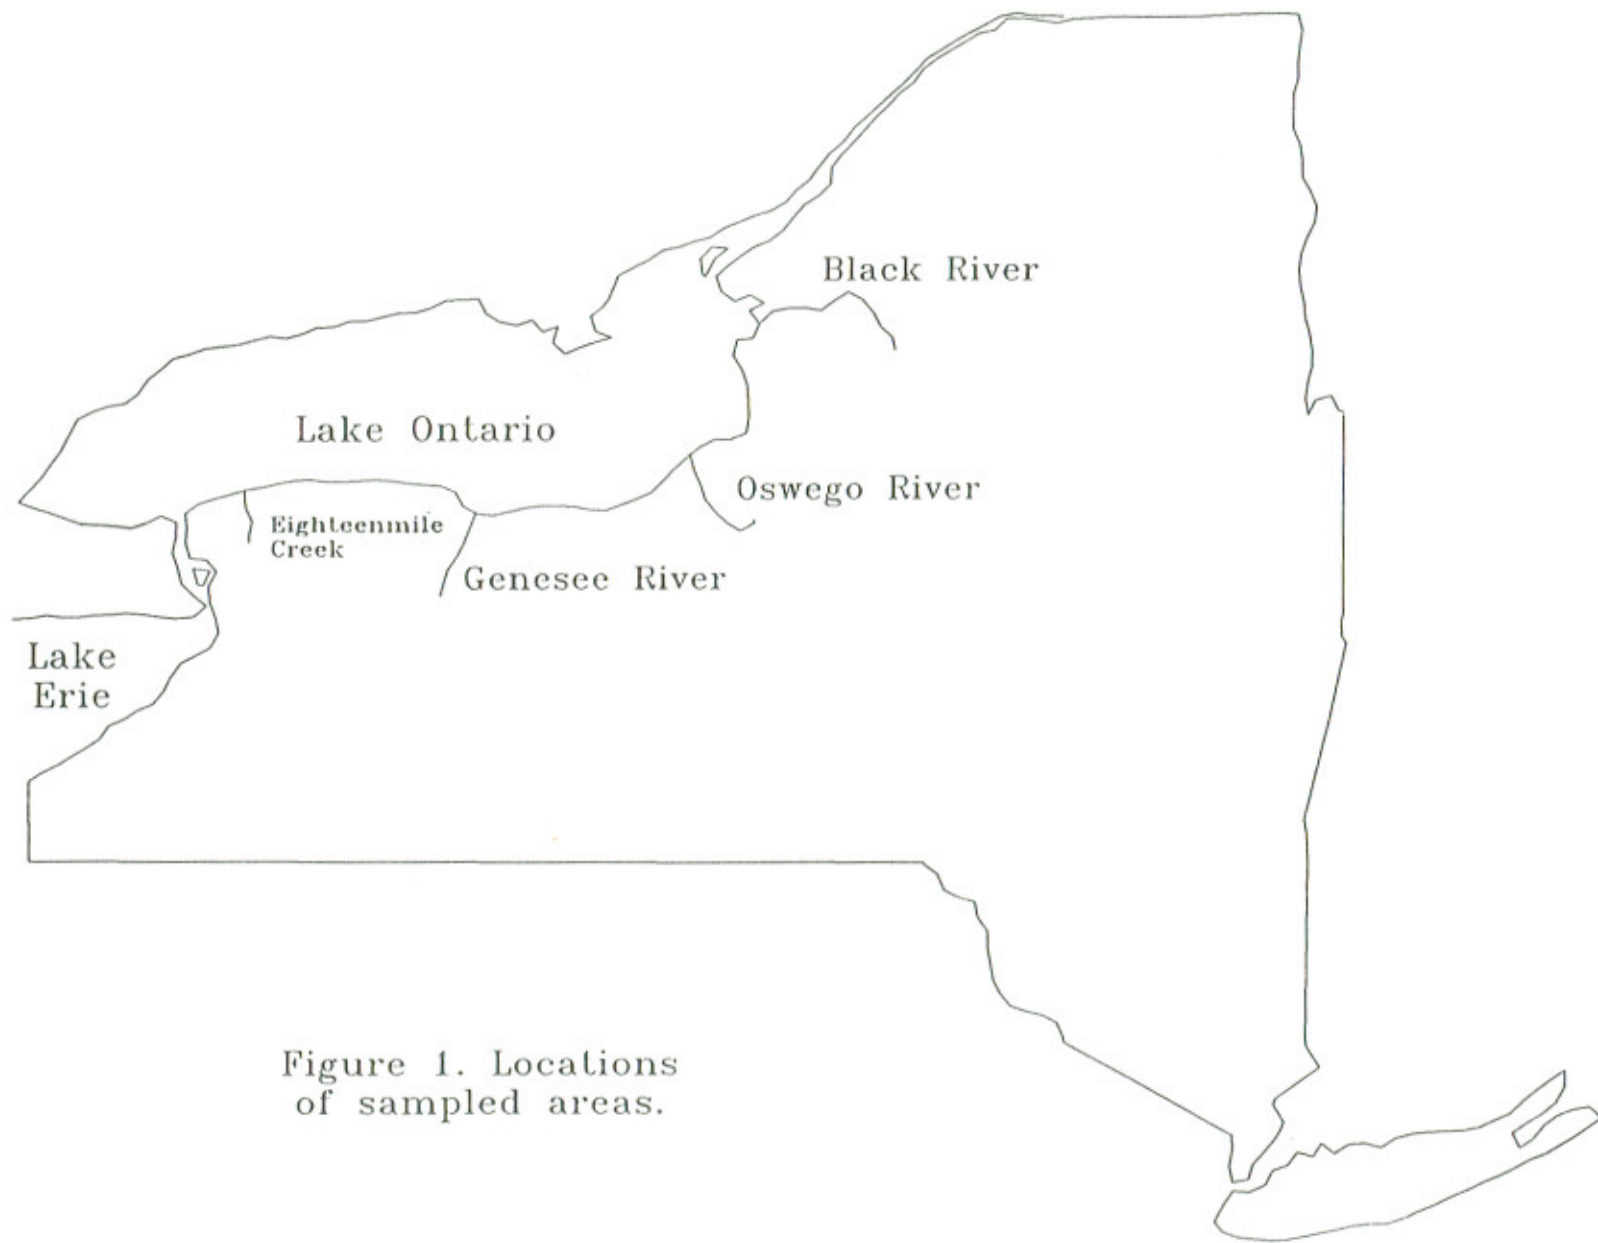 Black River
Lake Ontario
Oswego River
Eighteenmile
Creek
Genesee River
Lake
Erie
Figure 1. Locations
of sampled areas.